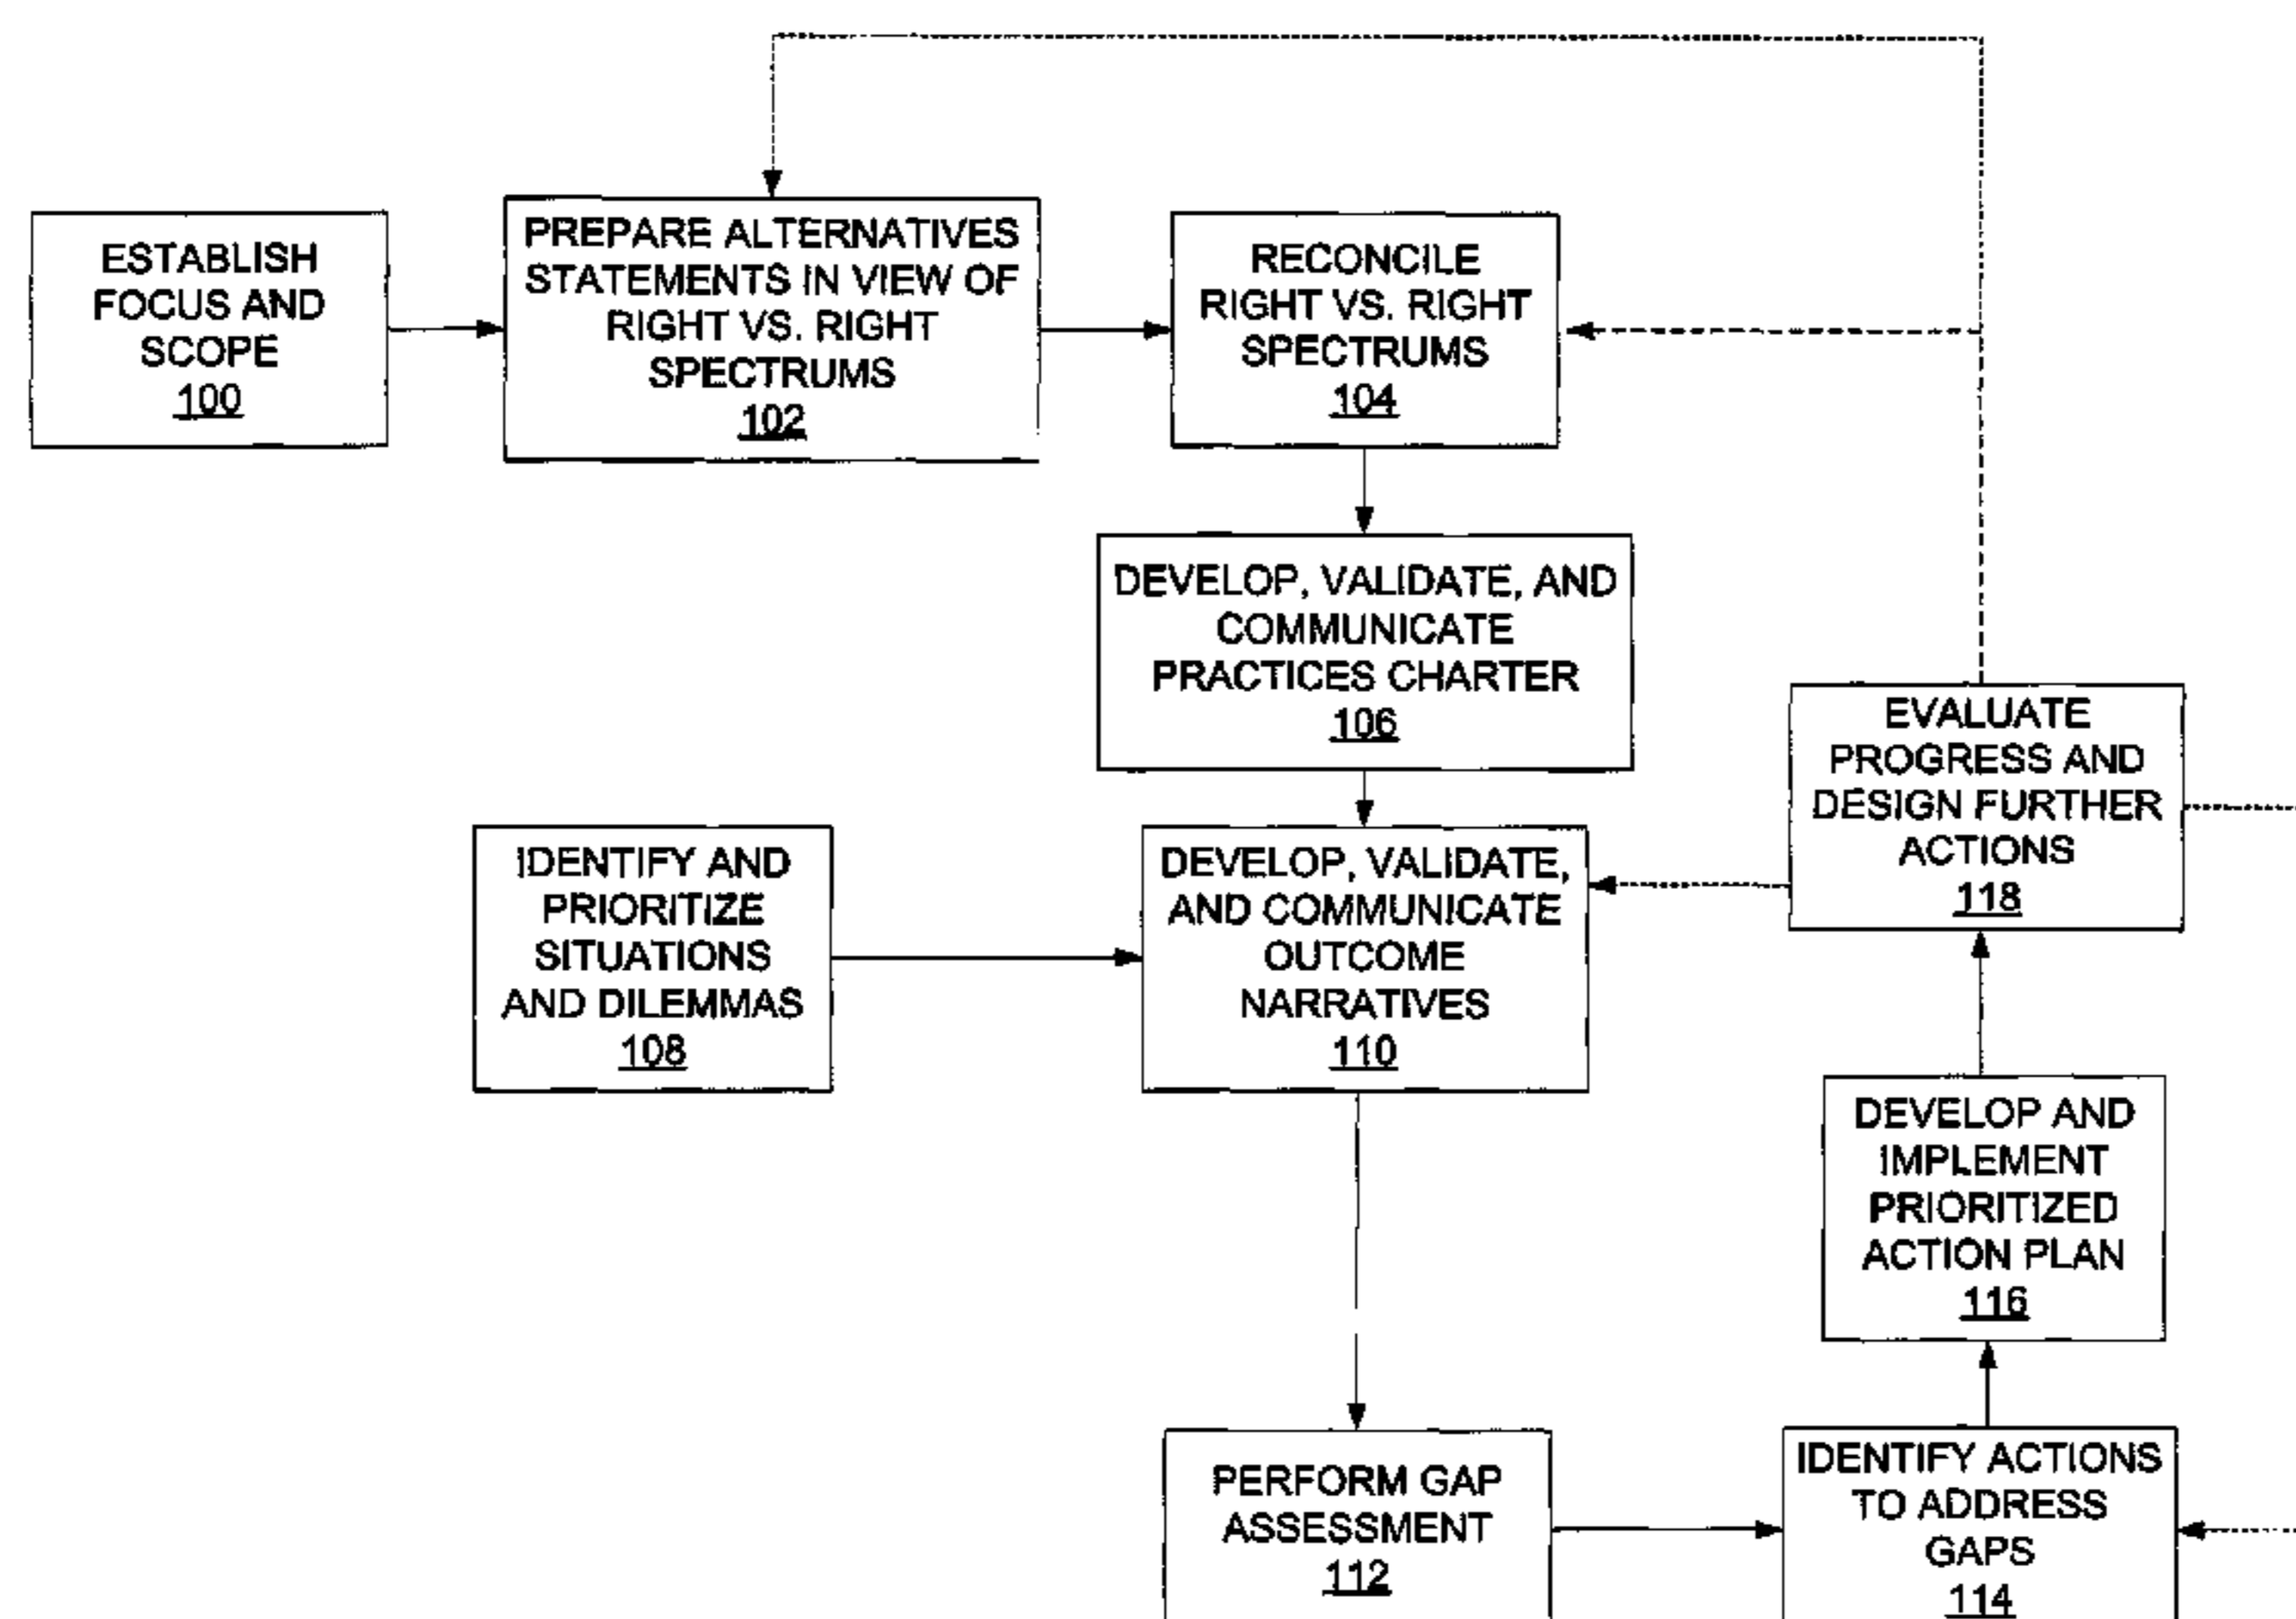 ESTABLISH
FOCUS AND
SCOPE
100
PREPARE ALTERNATIVES
STATEMENTS IN VIEW OF
RIGHT VS. RIGHT
SPECTRUMS
102
RECONCILE
RIGHT VS. RIGHT
SPECTRUMS
104
DEVELOP, VALIDATE, AND
COMMUNICATE
PRACTICES CHARTER
106
IDENTIFY AND
PRIORITIZE
SITUATIONS
AND DILEMMAS
108
DEVELOP, VALIDATE,
AND COMMUNICATE
OUTCOME
NARRATIVES
110
PERFORM GAP
ASSESSMENT
112
IDENTIFY ACTIONS
TO ADDRESS
GAPS
114
DEVELOP AND
IMPLEMENT
PRIORITIZED
ACTION PLAN
116
EVALUATE
PROGRESS AND
DESIGN FURTHER
ACTIONS
118